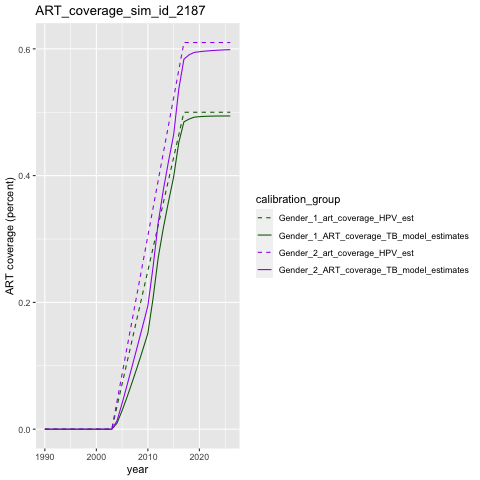 ART_coverage_sim_id_2187
0.6
0.4
0.2
0.0
ART coverage (percent)
1990 2000 2010 2020
year
calibration_group
Gender_1_art_coverage_HPV_est
Gender_1_ART_coverage_TB_model_estimates
Gender_2_art_coverage_HPV_est
Gender_2_ART_coverage_TB_model_estimates